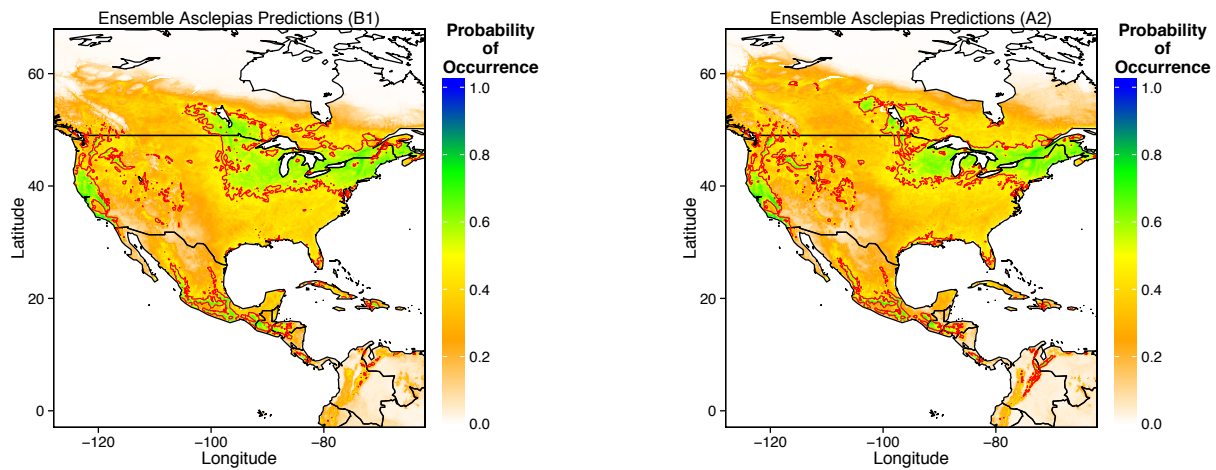 Ensemble Asclepias Predictions (B1)
Probability
of
Occurrence
1.0
0.8
0.6
0.4
0.2
0.0
60
40
20
0
Latitude
−120
−100
−80
Longitude
Ensemble Asclepias Predictions (A2)
Probability
of
Occurrence
1.0
0.8
0.6
0.4
0.2
0.0
60
40
20
0
Latitude
−120
−100
−80
Longitude